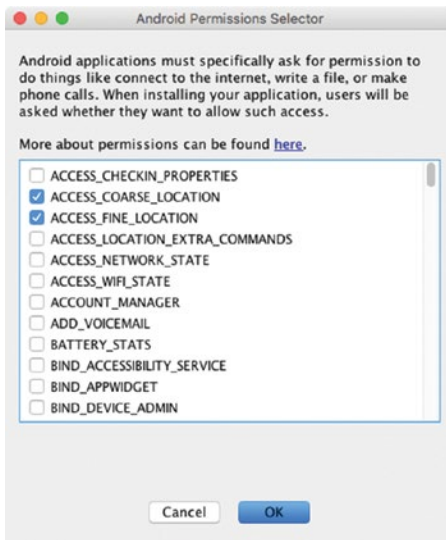 Android Permissions Selector
Android applications must specifically ask for permission to
do things like connect to the internet, write a file, or make
phone calls. When installing your application, users will be
asked whether they want to allow such access.
More about permissions can be found here.
ACCESS_CHECKIN_PROPERTIES
ACCESS_COARSE_LOCATION
ACCESS_FINE_LOCATION
ACCESS_LOCATION_EXTRA_COMMANDS
ACCESS_NETWORK_STATE
ACCESS_WIFI_STATE
ACCOUNT_MANAGER
ADD_VOICEMAIL
BATTERY_STATS
BIND_ACCESSIBILITY_SERVICE
BIND_APPWIDGET
BIND_DEVICE_ADMIN
Cancel OK